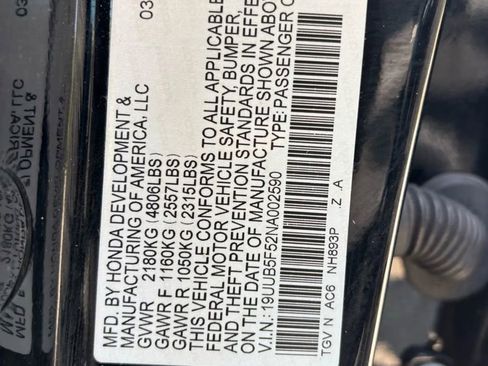 MFD. BY HONDA DEVELOPMENT &
MANUFACTURING OF AMERICA, LLC
03
GVWR 2180KG (4806LBS)
GAWR F 1160KG (2557LBS)
GAWR R 1050KG (2315LBS)
THIS VEHICLE CONFORMS TO ALL APPLICABLE
FEDERAL MOTOR VEHICLE SAFETY, BUMPER,
AND THEFT PREVENTION STANDARDS IN EFFE
ON THE DATE OF MANUFACTURE SHOWN ABOV
V.I.N.: 19UUB5F52NA002590 TYPE: PASSENGER C
TGV N AC6 NH893P Z A